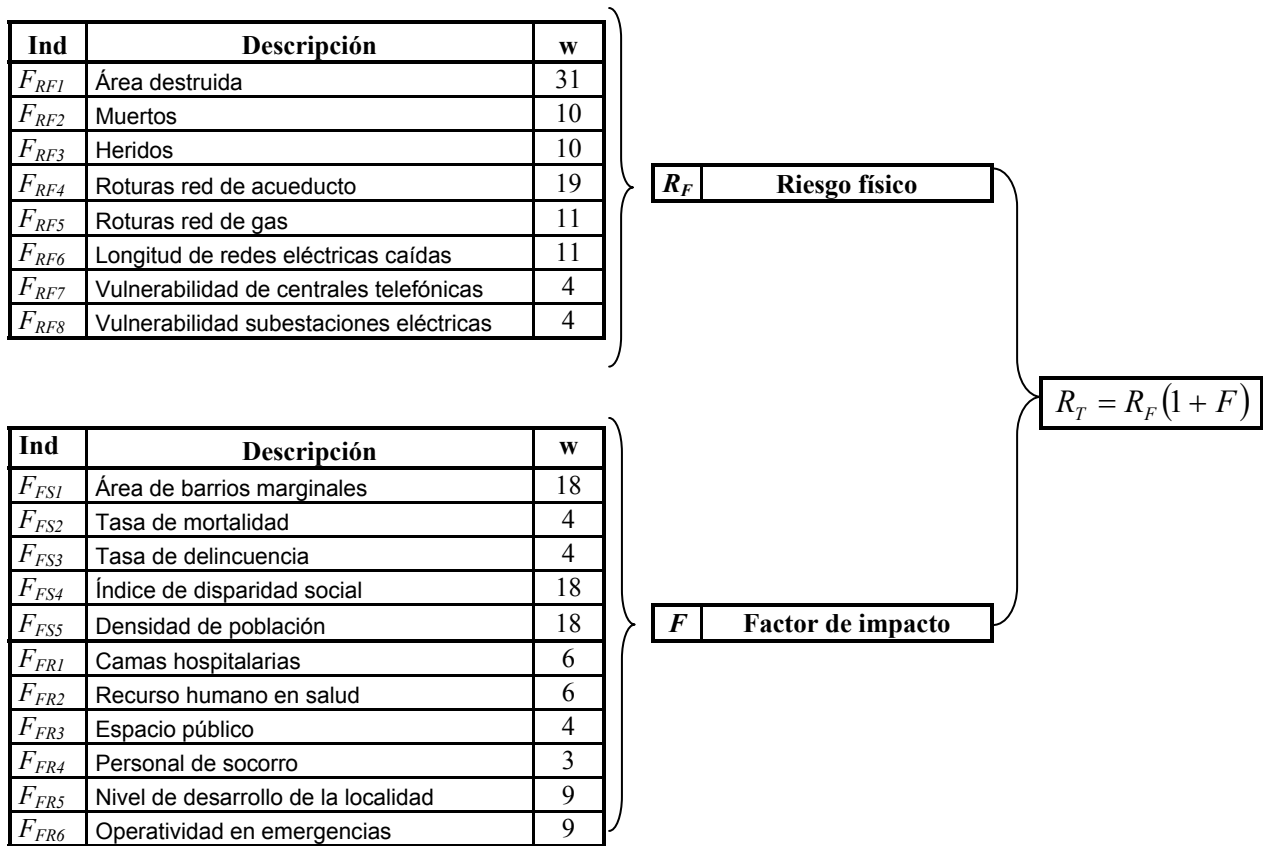 Ind Descripción w
F_RF1 Área destruida 31
F_RF2 Muertos 10
F_RF3 Heridos 10
F_RF4 Roturas red de acueducto 19
F_RF5 Roturas red de gas 11
F_RF6 Longitud de redes eléctricas caídas 11
F_RF7 Vulnerabilidad de centrales telefónicas 4
F_RF8 Vulnerabilidad subestaciones eléctricas 4
R_F Riesgo físico
R_T = R_F (1 + F)
Ind Descripción w
F_FS1 Área de barrios marginales 18
F_FS2 Tasa de mortalidad 4
F_FS3 Tasa de delincuencia 4
F_FS4 Índice de disparidad social 18
F_FS5 Densidad de población 18
F_FR1 Camas hospitalarias 6
F_FR2 Recurso humano en salud 6
F_FR3 Espacio público 4
F_FR4 Personal de socorro 3
F_FR5 Nivel de desarrollo de la localidad 9
F_FR6 Operatividad en emergencias 9
F Factor de impacto